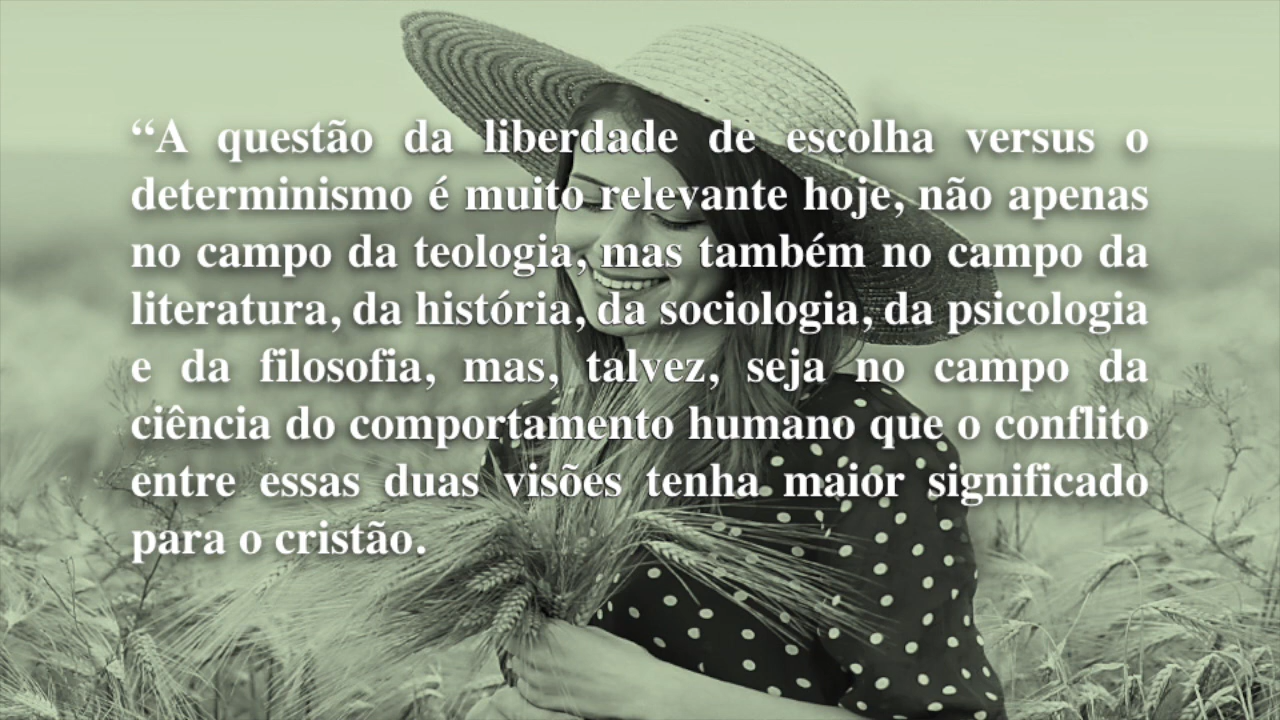 “A questão da liberdade de escolha versus o
determinismo é muito relevante hoje, não apenas
no campo da teologia, mas também no campo da
literatura, da história, da sociologia, da psicologia
e da filosofia, mas, talvez, seja no campo da
ciência do comportamento humano que o conflito
entre essas duas visões tenha maior significado
para o cristão.